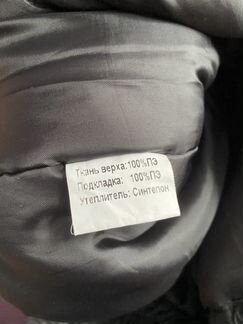 Ткань верха:100%ПЭ
Подкладка: 100%ПЭ
Утеплитель: Синтепон